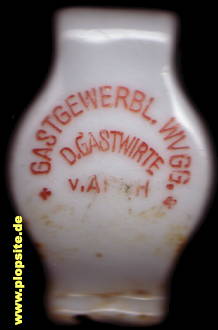 * GASTGEWERBL. WVGG. *
D.GASTWIRTE
v.
www.plopsite.de